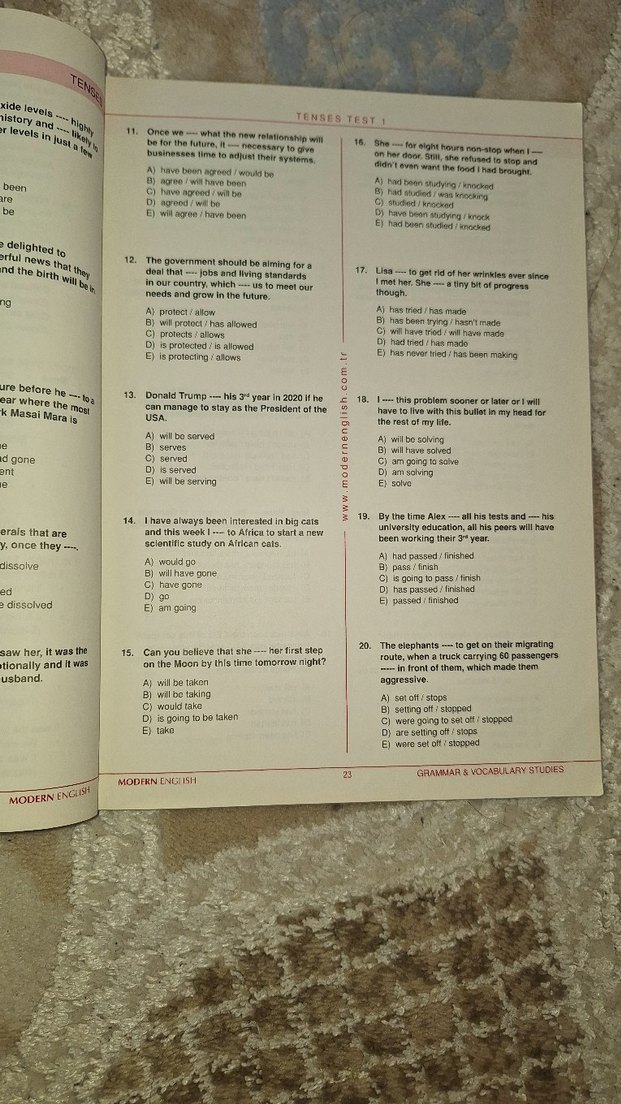 TENSES
xide levels ---- highly
history and ---- likely to
er levels in just a few
been
are
be
e delighted to
erful news that they
nd the birth will be in
ng
ure before he ---- to a
ear where the most
k Masai Mara is
e
ad gone
ent
e
erals that are
y, once they ----.
dissolve
ed
e dissolved
saw her, it was the
otionally and it was
usband.
MODERN ENGLISH
TENSES TEST 1
11. Once we ---- what the new relationship will
be for the future, it ---- necessary to give
businesses time to adjust their systems.
A) have been agreed / would be
B) agree / will have been
C) have agreed / will be
D) agreed / will be
E) will agree / have been
12. The government should be aiming for a
deal that ---- jobs and living standards
in our country, which ---- us to meet our
needs and grow in the future.
A) protect / allow
B) will protect / has allowed
C) protects / allows
D) is protected / is allowed
E) is protecting / allows
13. Donald Trump ---- his 3rd year in 2020 if he
can manage to stay as the President of the
USA.
A) will be served
B) serves
C) served
D) is served
E) will be serving
14. I have always been interested in big cats
and this week I ---- to Africa to start a new
scientific study on African cats.
A) would go
B) will have gone
C) have gone
D) go
E) am going
15. Can you believe that she ---- her first step
on the Moon by this time tomorrow night?
A) will be taken
B) will be taking
C) would take
D) is going to be taken
E) take
www.modernenglish.com.tr
16. She ---- for eight hours non-stop when I ----
on her door. Still, she refused to stop and
didn't even want the food I had brought.
A) had been studying / knocked
B) had studied / was knocking
C) studied / knocked
D) have been studying / knock
E) had been studied / knocked
17. Lisa ---- to get rid of her wrinkles ever since
I met her. She ---- a tiny bit of progress
though.
A) has tried / has made
B) has been trying / hasn't made
C) will have tried / will have made
D) had tried / has made
E) has never tried / has been making
18. I ---- this problem sooner or later or I will
have to live with this bullet in my head for
the rest of my life.
A) will be solving
B) will have solved
C) am going to solve
D) am solving
E) solve
19. By the time Alex ---- all his tests and ---- his
university education, all his peers will have
been working their 3rd year.
A) had passed / finished
B) pass / finish
C) is going to pass / finish
D) has passed / finished
E) passed / finished
20. The elephants ---- to get on their migrating
route, when a truck carrying 60 passengers
----- in front of them, which made them
aggressive.
A) set off / stops
B) setting off / stopped
C) were going to set off / stopped
D) are setting off / stops
E) were set off / stopped
MODERN ENGLISH
23
GRAMMAR & VOCABULARY STUDIES